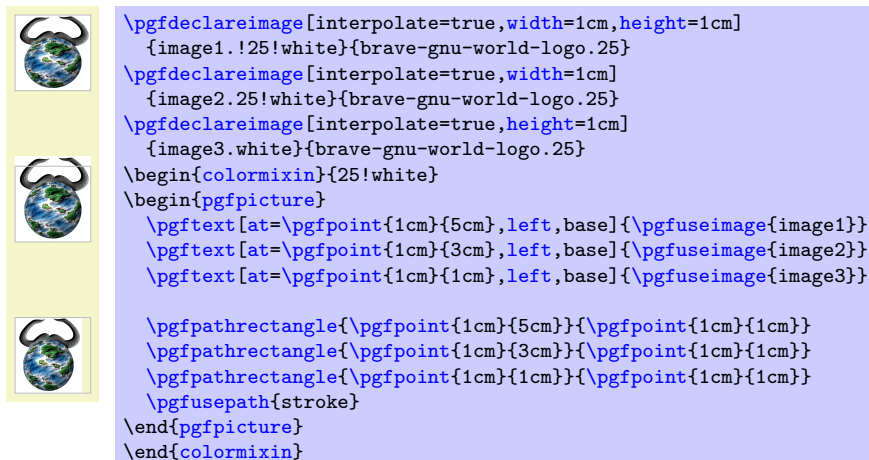 \pgfdeclareimage[interpolate=true,width=1cm,height=1cm]
  {image1.!25!white}{brave-gnu-world-logo.25}
\pgfdeclareimage[interpolate=true,width=1cm]
  {image2.25!white}{brave-gnu-world-logo.25}
\pgfdeclareimage[interpolate=true,height=1cm]
  {image3.white}{brave-gnu-world-logo.25}
\begin{colormixin}{25!white}
\begin{pgfpicture}
  \pgftext[at=\pgfpoint{1cm}{5cm},left,base]{\pgfuseimage{image1}}
  \pgftext[at=\pgfpoint{1cm}{3cm},left,base]{\pgfuseimage{image2}}
  \pgftext[at=\pgfpoint{1cm}{1cm},left,base]{\pgfuseimage{image3}}

  \pgfpathrectangle{\pgfpoint{1cm}{5cm}}{\pgfpoint{1cm}{1cm}}
  \pgfpathrectangle{\pgfpoint{1cm}{3cm}}{\pgfpoint{1cm}{1cm}}
  \pgfpathrectangle{\pgfpoint{1cm}{1cm}}{\pgfpoint{1cm}{1cm}}
  \pgfusepath{stroke}
\end{pgfpicture}
\end{colormixin}